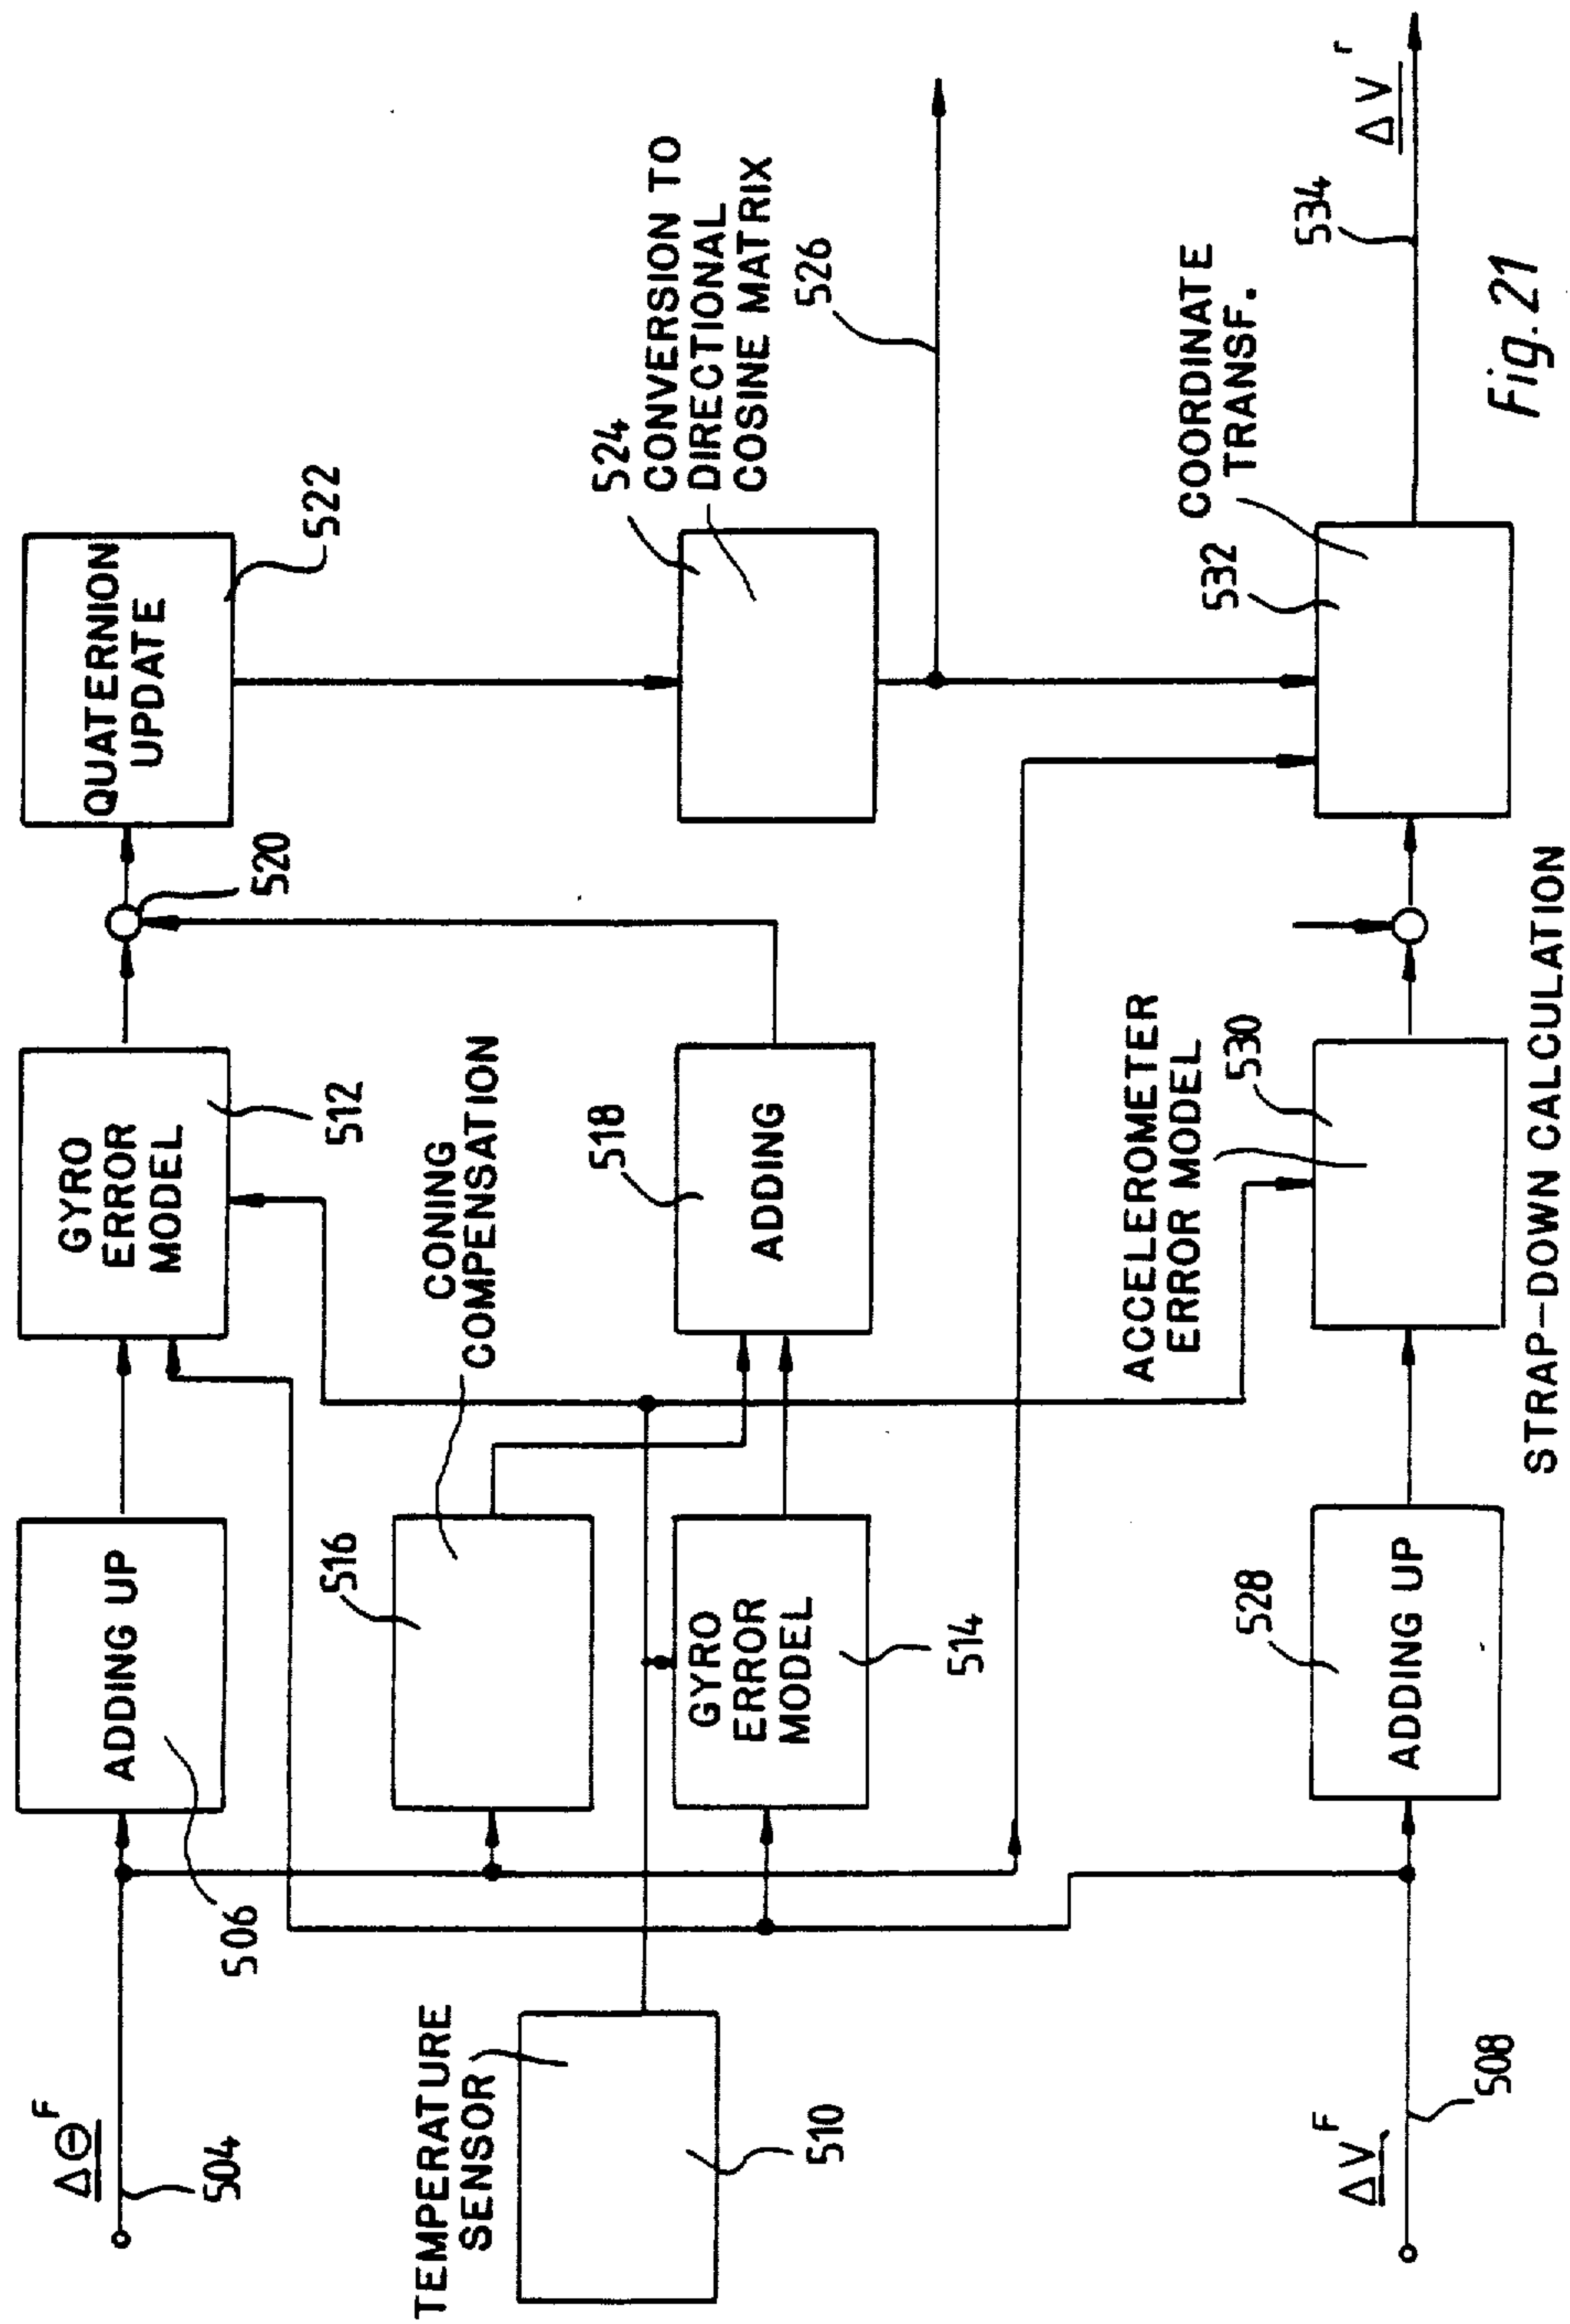 ΔΘ F
504
ADDING UP
506
GYRO
ERROR
MODEL
512
520
QUATERNION
UPDATE
522
TEMPERATURE
SENSOR
510
516
CONING
COMPENSATION
GYRO
ERROR
MODEL
514
518
ADDING
524
CONVERSION TO
DIRECTIONAL
COSINE MATRIX
526
ΔV F
508
528
ADDING UP
ACCELEROMETER
ERROR MODEL
530
532
COORDINATE
TRANSF.
534
ΔV r
STRAP-DOWN CALCULATION
Fig. 21